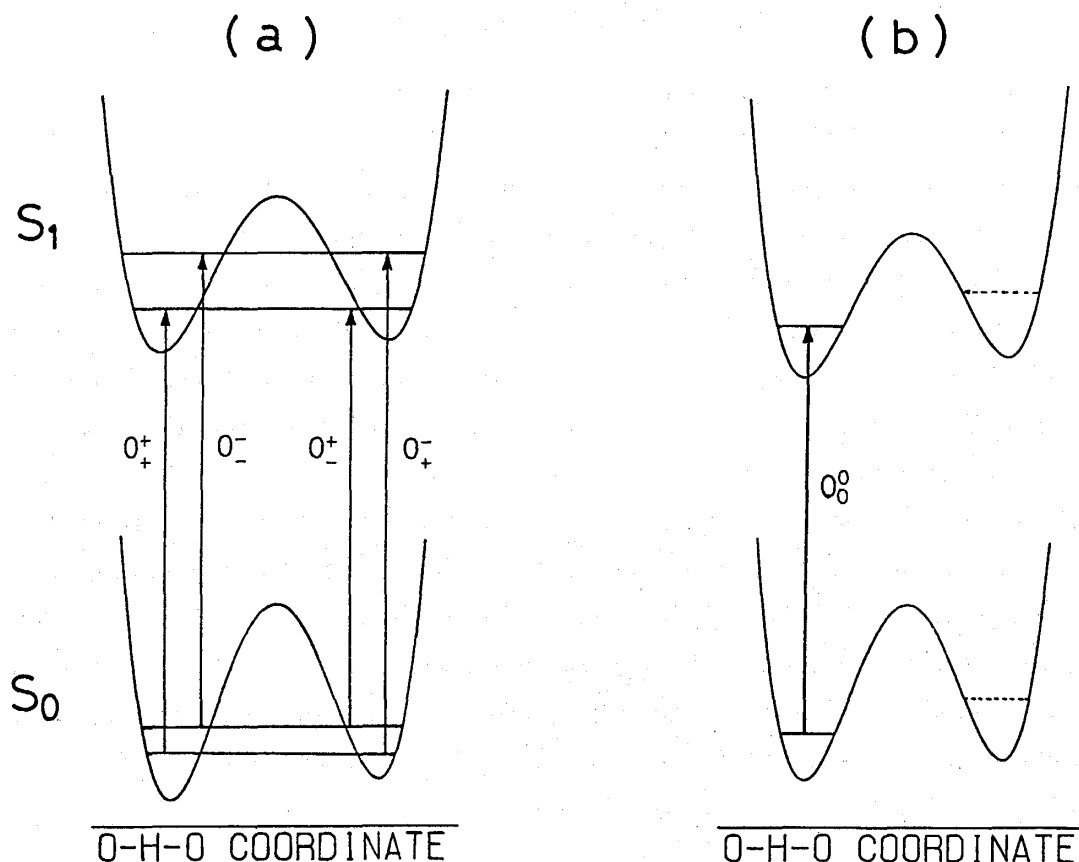 (a) (b)
S₁
0⁺₊ 0⁻₋ 0⁺₋ 0⁻₊
0⁰₀
S₀
O-H-O COORDINATE O-H-O COORDINATE